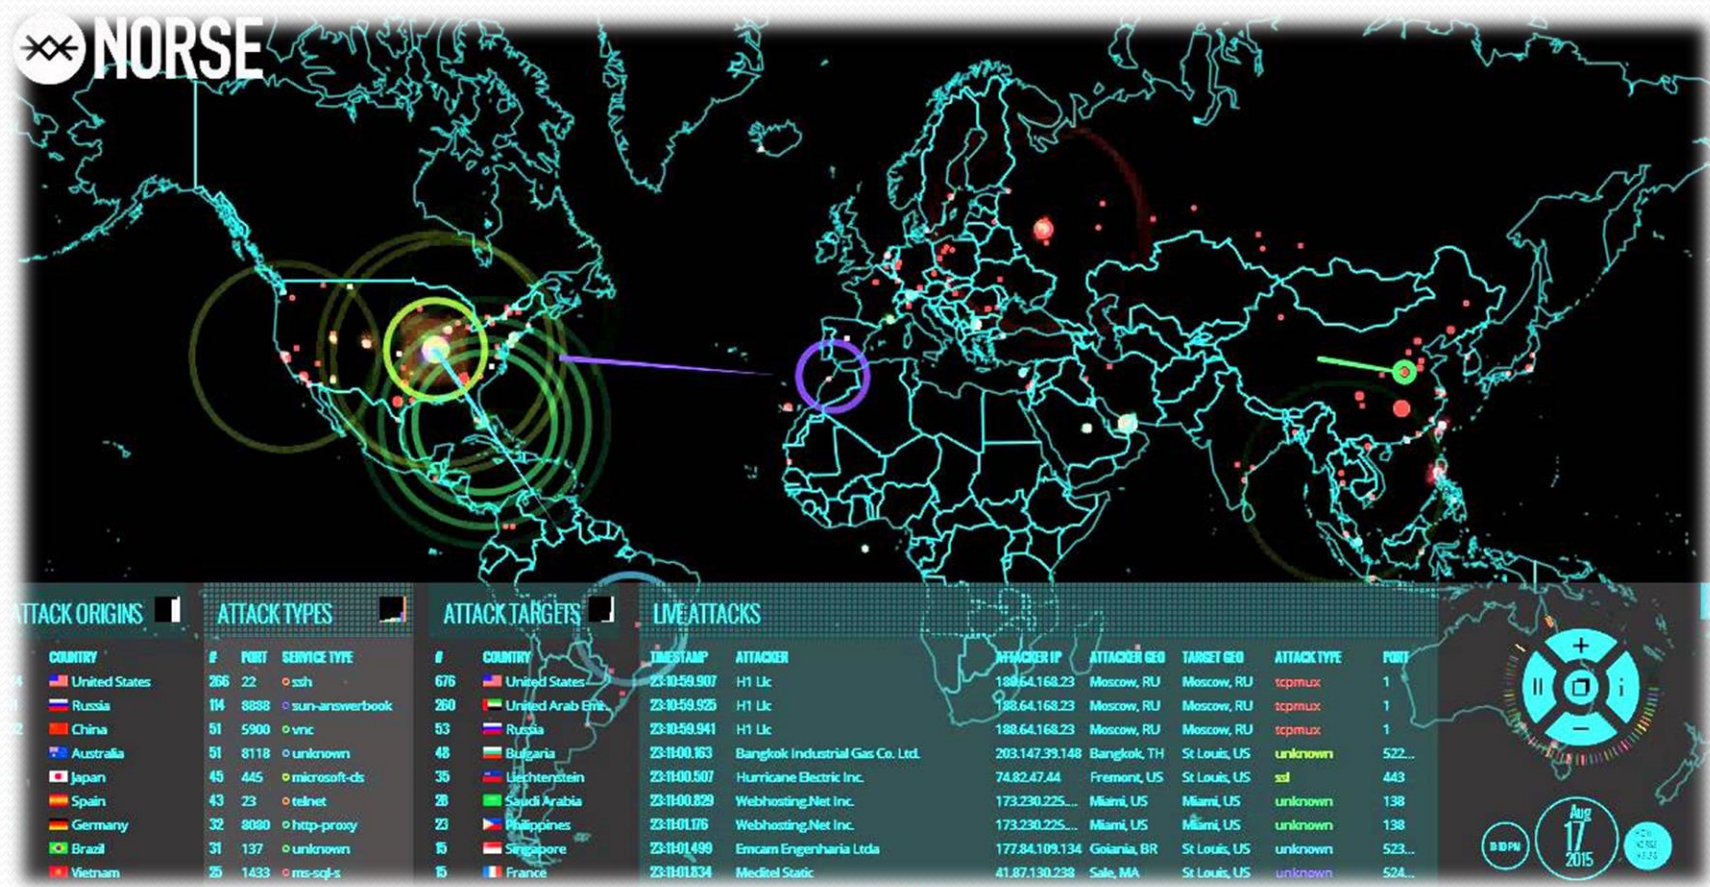 NORSE
ATTACK ORIGINS
COUNTRY
United States
Russia
China
Australia
Japan
Spain
Germany
Brazil
Vietnam
ATTACK TYPES
# PORT SERVICE TYPE
266 22 ssh
114 8888 sun-answerbook
51 5900 vnc
51 8118 unknown
45 445 microsoft-ds
43 23 telnet
32 8080 http-proxy
31 137 unknown
25 1433 ms-sql-s
ATTACK TARGETS
# COUNTRY
676 United States
260 United Arab Emi..
53 Russia
48 Bulgaria
35 Liechtenstein
28 Saudi Arabia
23 Philippines
15 Singapore
15 France
LIVE ATTACKS
TIMESTAMP ATTACKER ATTACKER IP ATTACKER GEO TARGET GEO ATTACK TYPE PORT
23:10:59.907 H1 Llc 188.64.168.23 Moscow, RU Moscow, RU tcpmux 1
23:10:59.925 H1 Llc 188.64.168.23 Moscow, RU Moscow, RU tcpmux 1
23:10:59.941 H1 Llc 188.64.168.23 Moscow, RU Moscow, RU tcpmux 1
23:11:00.163 Bangkok Industrial Gas Co. Ltd. 203.147.39.148 Bangkok, TH St Louis, US unknown 522...
23:11:00.507 Hurricane Electric Inc. 74.82.47.44 Fremont, US St Louis, US ssl 443
23:11:00.829 Webhosting.Net Inc. 173.230.225.... Miami, US Miami, US unknown 138
23:11:01.176 Webhosting.Net Inc. 173.230.225.... Miami, US Miami, US unknown 138
23:11:01.499 Emcam Engenharia Ltda 177.84.109.134 Goiania, BR St Louis, US unknown 523...
23:11:01.834 Meditel Static 41.87.130.238 Sale, MA St Louis, US unknown 524...
Aug
17
2015